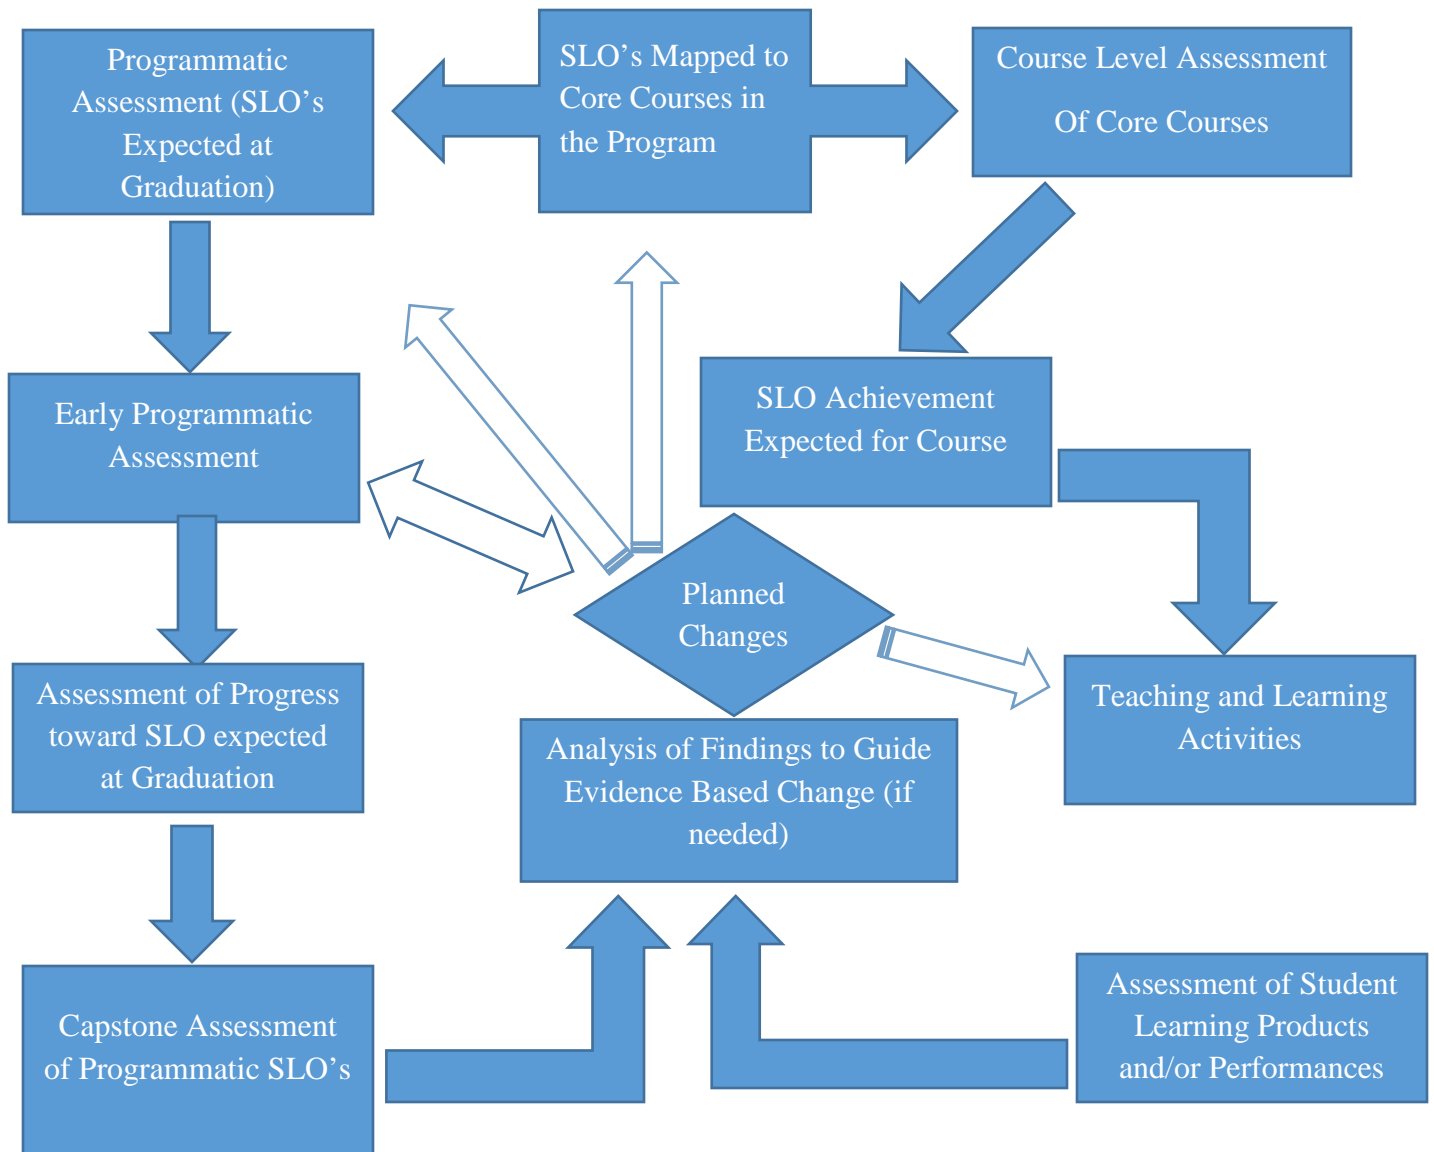 Programmatic
Assessment (SLO’s
Expected at
Graduation)
SLO’s Mapped to
Core Courses in
the Program
Course Level Assessment
Of Core Courses
Early Programmatic
Assessment
SLO Achievement
Expected for Course
Planned
Changes
Assessment of Progress
toward SLO expected
at Graduation
Teaching and Learning
Activities
Analysis of Findings to Guide
Evidence Based Change (if
needed)
Capstone Assessment
of Programmatic SLO’s
Assessment of Student
Learning Products
and/or Performances